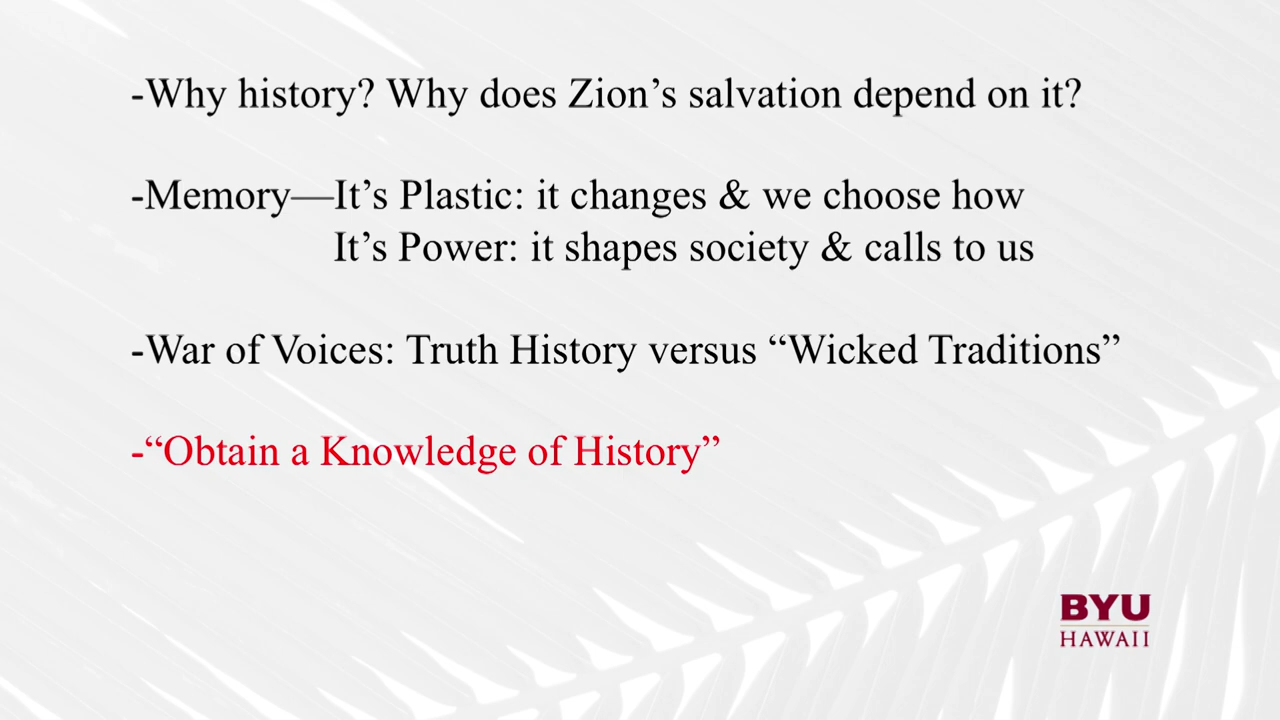 -Why history? Why does Zion’s salvation depend on it?
-Memory—It’s Plastic: it changes & we choose how
It’s Power: it shapes society & calls to us
-War of Voices: Truth History versus “Wicked Traditions”
-“Obtain a Knowledge of History”
BYU
HAWAII